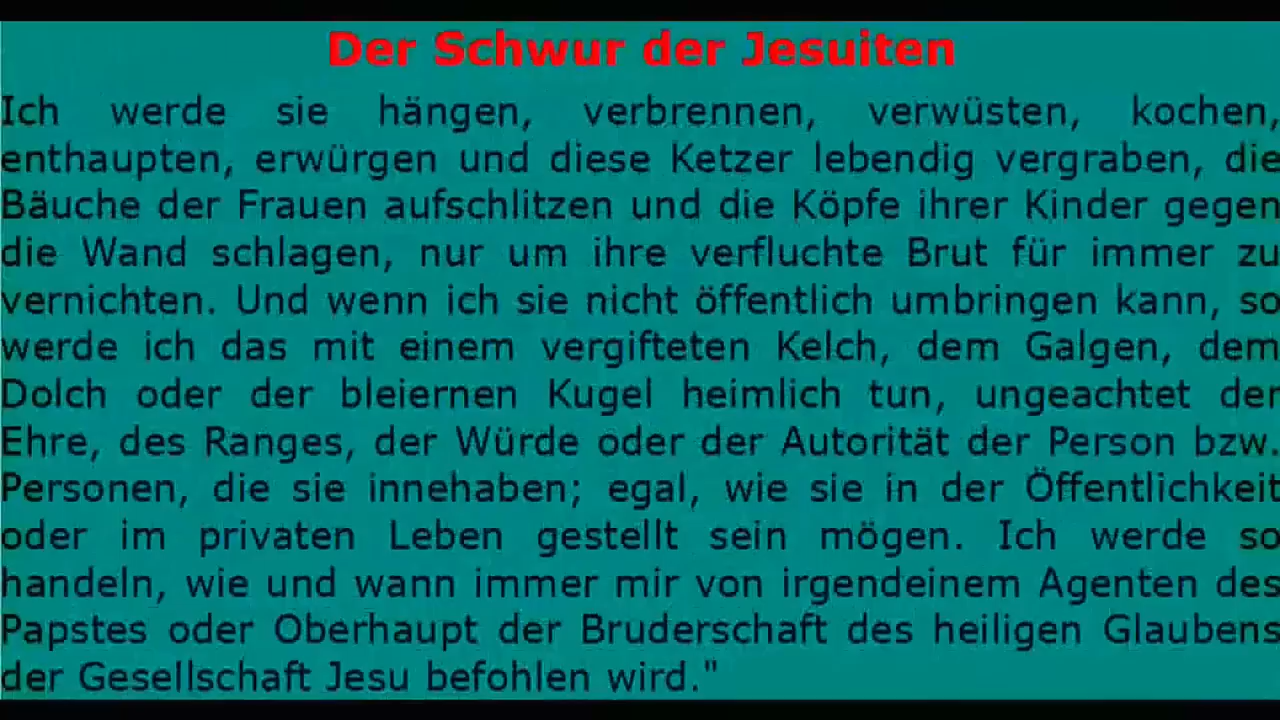 Der Schwur der Jesuiten
Ich werde sie hängen, verbrennen, verwüsten, kochen,
enthaupten, erwürgen und diese Ketzer lebendig vergraben, die
Bäuche der Frauen aufschlitzen und die Köpfe ihrer Kinder gegen
die Wand schlagen, nur um ihre verfluchte Brut für immer zu
vernichten. Und wenn ich sie nicht öffentlich umbringen kann, so
werde ich das mit einem vergifteten Kelch, dem Galgen, dem
Dolch oder der bleiernen Kugel heimlich tun, ungeachtet der
Ehre, des Ranges, der Würde oder der Autorität der Person bzw.
Personen, die sie innehaben; egal, wie sie in der Öffentlichkeit
oder im privaten Leben gestellt sein mögen. Ich werde so
handeln, wie und wann immer mir von irgendeinem Agenten des
Papstes oder Oberhaupt der Bruderschaft des heiligen Glaubens
der Gesellschaft Jesu befohlen wird."